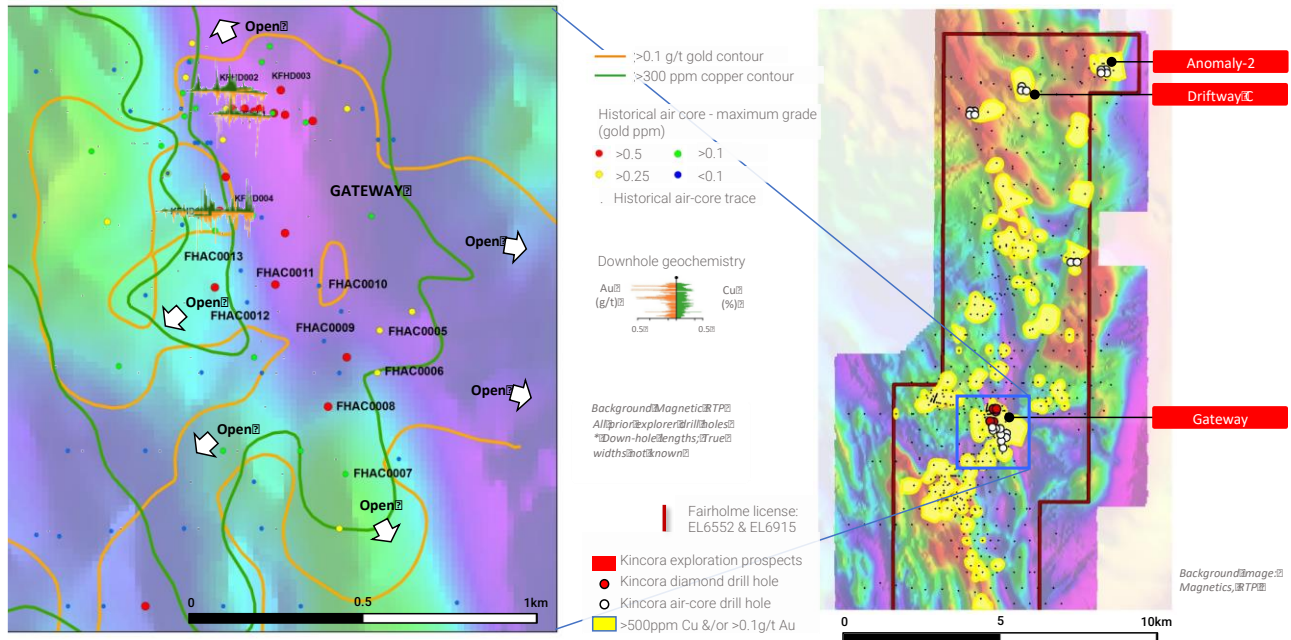 Open
KFHD002
KFHD003
GATEWAY
KFHD004
Open
FHAC0013
FHAC0011
FHAC0010
Open
FHAC0012
FHAC0009
FHAC0005
FHAC0006
Open
FHAC0008
Open
FHAC0007
Open
0 0.5 1km
>0.1 g/t gold contour
>300 ppm copper contour
Historical air core - maximum grade
(gold ppm)
>0.5 >0.1
>0.25 <0.1
. Historical air-core trace
Downhole geochemistry
Au Cu
(g/t) (%)
0.5 0.5
Background Magnetic RTP
All prior explorer drill holes
* Down-hole lengths; True
widths not known
Fairholme license:
EL6552 & EL6915
Kincora exploration prospects
Kincora diamond drill hole
Kincora air-core drill hole
>500ppm Cu &/or >0.1g/t Au
Anomaly-2
Driftway C
Gateway
Background image:
Magnetics, RTP
0 5 10km